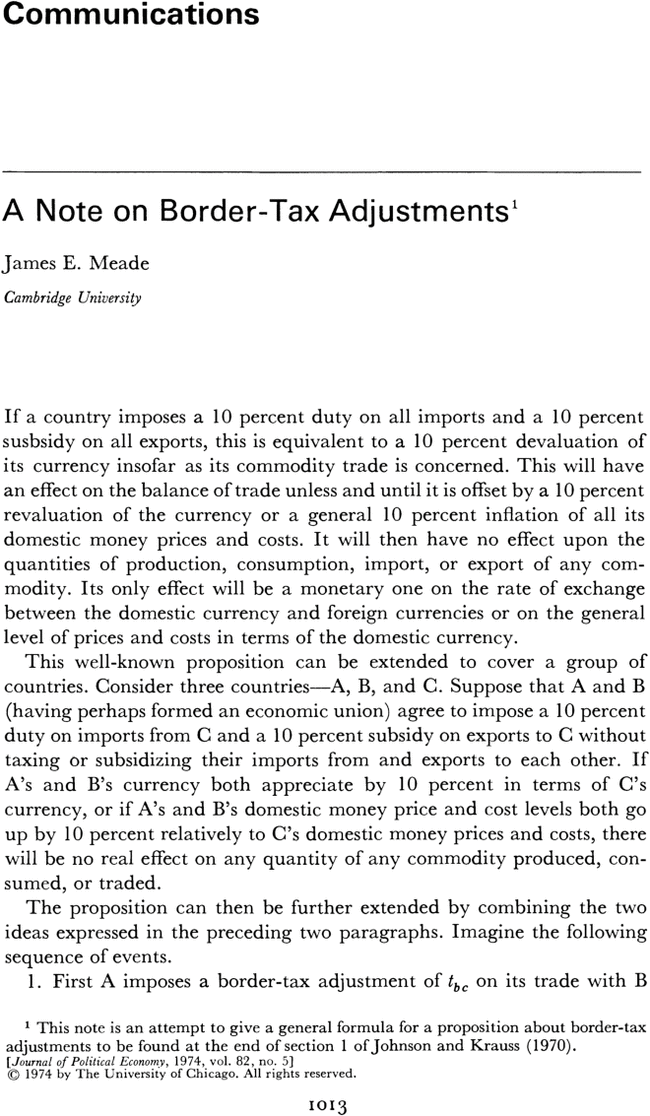 Communications
A Note on Border-Tax Adjustments¹
James E. Meade
Cambridge University
If a country imposes a 10 percent duty on all imports and a 10 percent
susbsidy on all exports, this is equivalent to a 10 percent devaluation of
its currency insofar as its commodity trade is concerned. This will have
an effect on the balance of trade unless and until it is offset by a 10 percent
revaluation of the currency or a general 10 percent inflation of all its
domestic money prices and costs. It will then have no effect upon the
quantities of production, consumption, import, or export of any com-
modity. Its only effect will be a monetary one on the rate of exchange
between the domestic currency and foreign currencies or on the general
level of prices and costs in terms of the domestic currency.
This well-known proposition can be extended to cover a group of
countries. Consider three countries—A, B, and C. Suppose that A and B
(having perhaps formed an economic union) agree to impose a 10 percent
duty on imports from C and a 10 percent subsidy on exports to C without
taxing or subsidizing their imports from and exports to each other. If
A's and B's currency both appreciate by 10 percent in terms of C's
currency, or if A's and B's domestic money price and cost levels both go
up by 10 percent relatively to C's domestic money prices and costs, there
will be no real effect on any quantity of any commodity produced, con-
sumed, or traded.
The proposition can then be further extended by combining the two
ideas expressed in the preceding two paragraphs. Imagine the following
sequence of events.
1. First A imposes a border-tax adjustment of t_bc on its trade with B
¹ This note is an attempt to give a general formula for a proposition about border-tax
adjustments to be found at the end of section 1 of Johnson and Krauss (1970).
[Journal of Political Economy, 1974, vol. 82, no. 5]
© 1974 by The University of Chicago. All rights reserved.
1013